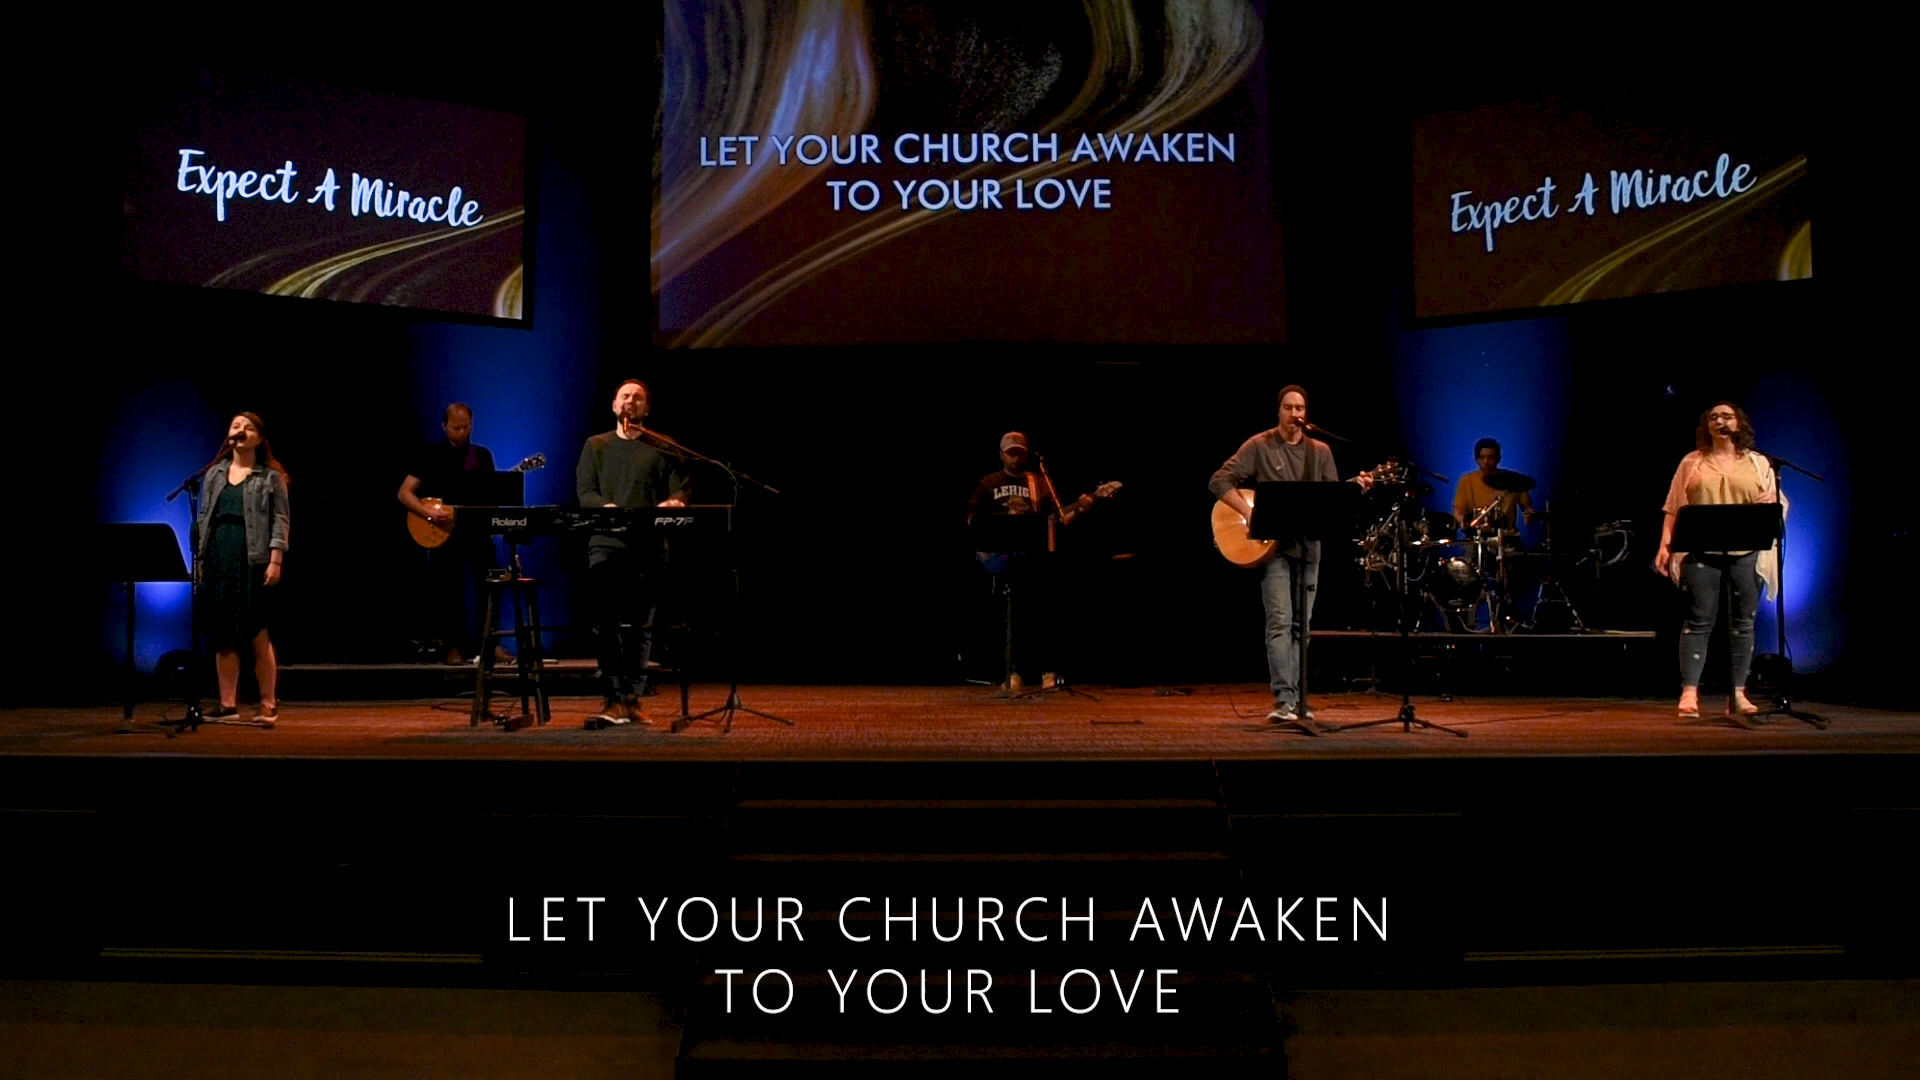 Expect A Miracle
LET YOUR CHURCH AWAKEN
TO YOUR LOVE
Expect A Miracle
LEHIG
Roland
FP-7F
LET YOUR CHURCH AWAKEN
TO YOUR LOVE